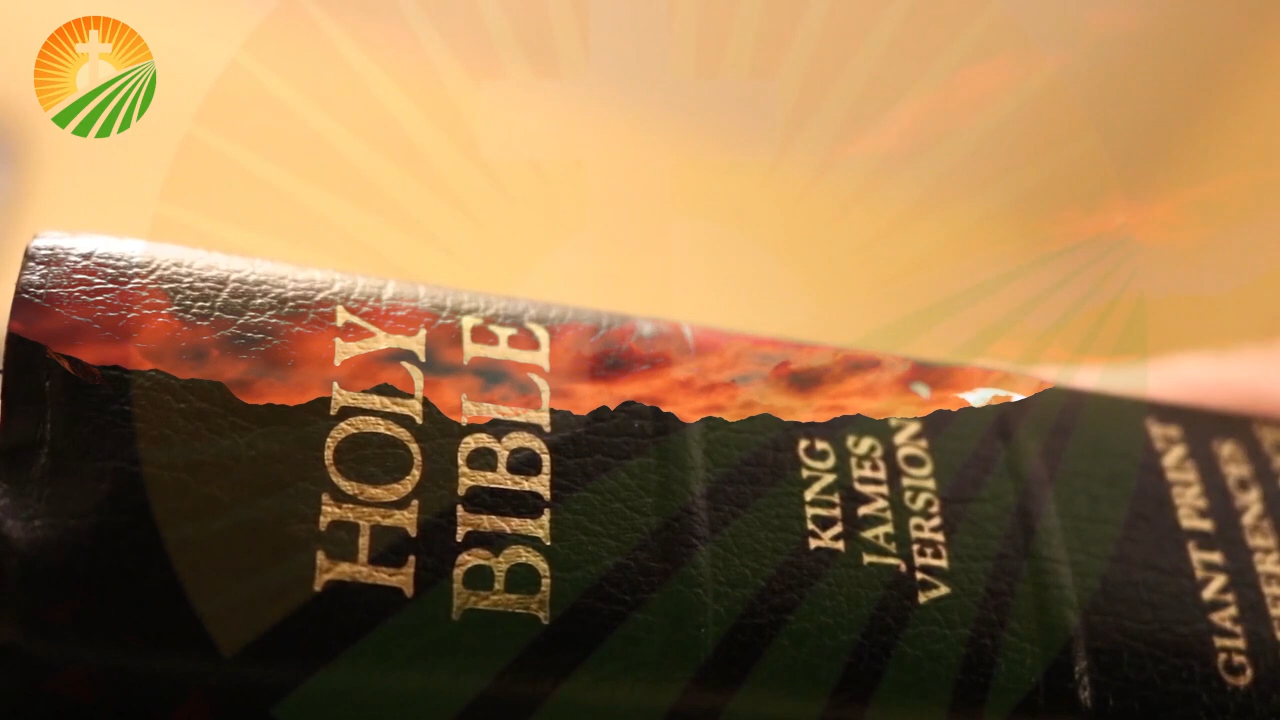 HOLY
BIBLE
KING
JAMES
VERSION
GIANT PRINT